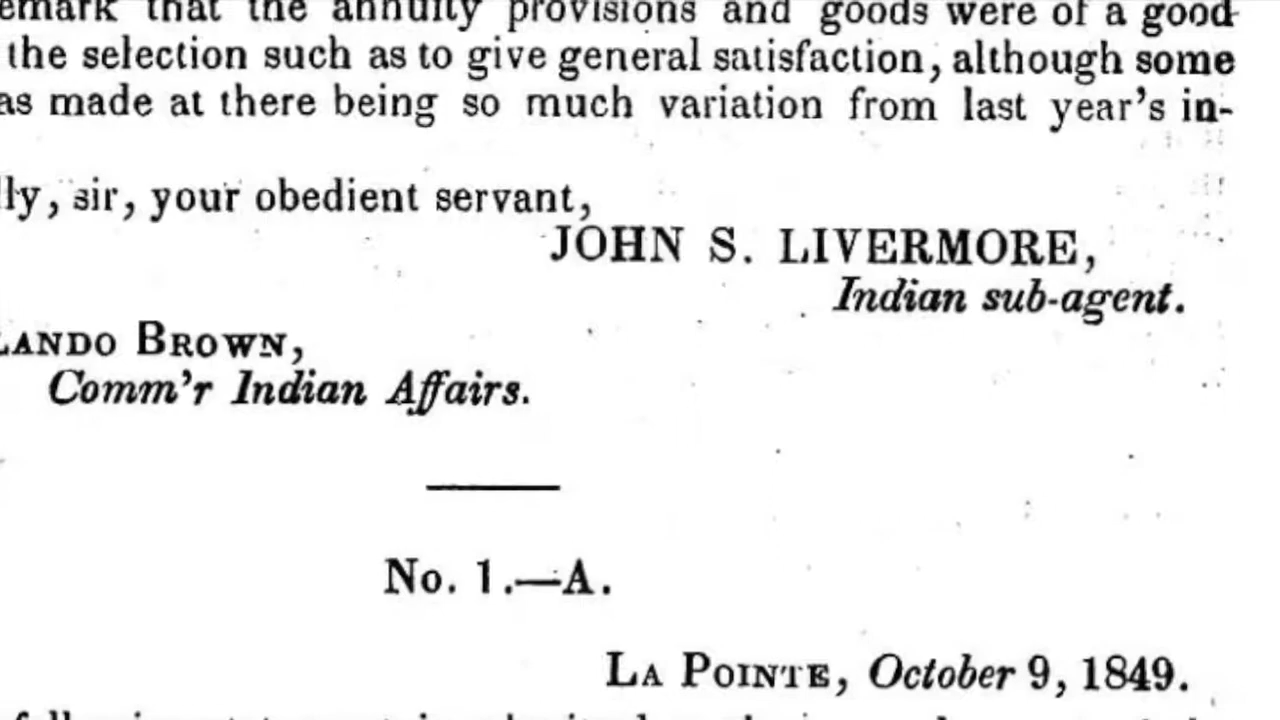 that the annuity provisions and goods were of a good
the selection such as to give general satisfaction, although some
as made at there being so much variation from last year's in-
lly, sir, your obedient servant,
JOHN S. LIVERMORE,
Indian sub-agent.
LANDO BROWN,
Comm'r Indian Affairs.
No. 1.—A.
LA POINTE, October 9, 1849.